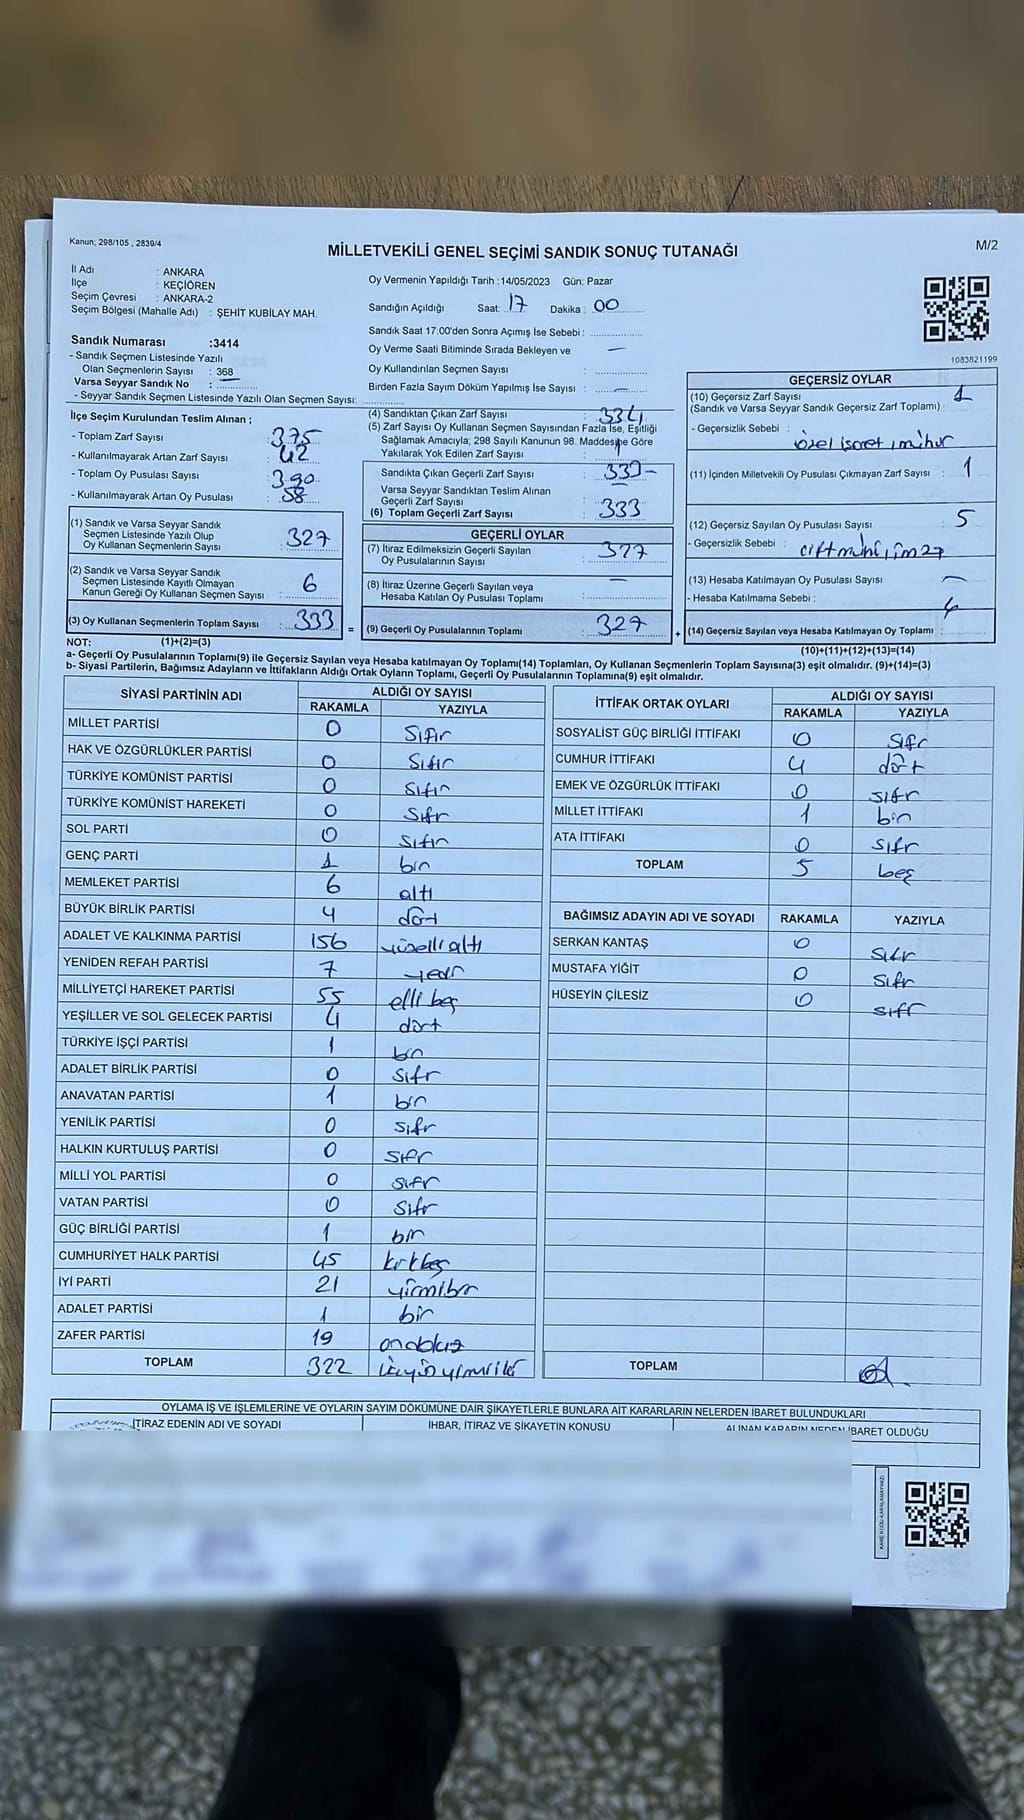 Kanun; 298/105 , 2839/4
MİLLETVEKİLİ GENEL SEÇİMİ SANDIK SONUÇ TUTANAĞI
M/2
İl Adı : ANKARA
İlçe : KEÇİÖREN
Seçim Çevresi : ANKARA-2
Seçim Bölgesi (Mahalle Adı) : ŞEHİT KUBİLAY MAH.
Oy Vermenin Yapıldığı Tarih :14/05/2023 Gün: Pazar
Sandığın Açıldığı Saat: 17 Dakika : 00
Sandık Saat 17:00'den Sonra Açımış İse Sebebi :
Oy Verme Saati Bitiminde Sırada Bekleyen ve —
Oy Kullandırılan Seçmen Sayısı :
Birden Fazla Sayım Döküm Yapılmış İse Sayısı : —
1083821199
Sandık Numarası :3414
- Sandık Seçmen Listesinde Yazılı
Olan Seçmenlerin Sayısı : 368
Varsa Seyyar Sandık No : —
- Seyyar Sandık Seçmen Listesinde Yazılı Olan Seçmen Sayısı:
İlçe Seçim Kurulundan Teslim Alınan ;
- Toplam Zarf Sayısı : 375
- Kullanılmayarak Artan Zarf Sayısı : 42
- Toplam Oy Pusulası Sayısı : 390
- Kullanılmayarak Artan Oy Pusulası : 58
(1) Sandık ve Varsa Seyyar Sandık
Seçmen Listesinde Yazılı Olup
Oy Kullanan Seçmenlerin Sayısı : 327
(2) Sandık ve Varsa Seyyar Sandık
Seçmen Listesinde Kayıtlı Olmayan
Kanun Gereği Oy Kullanan Seçmen Sayısı : 6
(3) Oy Kullanan Seçmenlerin Toplam Sayısı : 333 =
(4) Sandıktan Çıkan Zarf Sayısı : 334
(5) Zarf Sayısı Oy Kullanan Seçmen Sayısından Fazla İse, Eşitliği
Sağlamak Amacıyla; 298 Sayılı Kanunun 98. Maddesine Göre
Yakılarak Yok Edilen Zarf Sayısı : 1
Sandıkta Çıkan Geçerli Zarf Sayısı : 333
Varsa Seyyar Sandıktan Teslim Alınan
Geçerli Zarf Sayısı : —
(6) Toplam Geçerli Zarf Sayısı : 333
GEÇERLİ OYLAR
(7) İtiraz Edilmeksizin Geçerli Sayılan
Oy Pusulalarının Sayısı : 327
(8) İtiraz Üzerine Geçerli Sayılan veya
Hesaba Katılan Oy Pusulası Toplamı : —
(9) Geçerli Oy Pusulalarının Toplamı : 327 +
GEÇERSİZ OYLAR
(10) Geçersiz Zarf Sayısı
(Sandık ve Varsa Seyyar Sandık Geçersiz Zarf Toplamı) : 1
- Geçersizlik Sebebi :
özel işaret, mühür
(11) İçinden Milletvekili Oy Pusulası Çıkmayan Zarf Sayısı : 1
(12) Geçersiz Sayılan Oy Pusulası Sayısı : 5
- Geçersizlik Sebebi :
(13) Hesaba Katılmayan Oy Pusulası Sayısı : —
- Hesaba Katılmama Sebebi :
(14) Geçersiz Sayılan veya Hesaba Katılmayan Oy Toplamı :
NOT: (1)+(2)=(3)
(10)+(11)+(12)+(13)=(14)
a- Geçerli Oy Pusulalarının Toplamı(9) ile Geçersiz Sayılan veya Hesaba katılmayan Oy Toplamı(14) Toplamları, Oy Kullanan Seçmenlerin Toplam Sayısına(3) eşit olmalıdır. (9)+(14)=(3)
b- Siyasi Partilerin, Bağımsız Adayların ve İttifakların Aldığı Ortak Oyların Toplamı, Geçerli Oy Pusulalarının Toplamına(9) eşit olmalıdır.
SİYASİ PARTİNİN ADI ALDIĞI OY SAYISI
RAKAMLA YAZIYLA
MİLLET PARTİSİ 0 Sıfır
HAK VE ÖZGÜRLÜKLER PARTİSİ 0 Sıfır
TÜRKİYE KOMÜNİST PARTİSİ 0 Sıfır
TÜRKİYE KOMÜNİST HAREKETİ 0 Sıfır
SOL PARTİ 0 Sıfır
GENÇ PARTİ 1 bir
MEMLEKET PARTİSİ 6 altı
BÜYÜK BİRLİK PARTİSİ 4 dört
ADALET VE KALKINMA PARTİSİ 156 yüzelli altı
YENİDEN REFAH PARTİSİ 7 yedi
MİLLİYETÇİ HAREKET PARTİSİ 55 elli beş
YEŞİLLER VE SOL GELECEK PARTİSİ 4 dört
TÜRKİYE İŞÇİ PARTİSİ 1 bir
ADALET BİRLİK PARTİSİ 0 sıfır
ANAVATAN PARTİSİ 1 bir
YENİLİK PARTİSİ 0 sıfır
HALKIN KURTULUŞ PARTİSİ 0 sıfır
MİLLİ YOL PARTİSİ 0 sıfır
VATAN PARTİSİ 0 sıfır
GÜÇ BİRLİĞİ PARTİSİ 1 bir
CUMHURİYET HALK PARTİSİ 45 kırkbeş
İYİ PARTİ 21 yirmibir
ADALET PARTİSİ 1 bir
ZAFER PARTİSİ 19 ondokuz
TOPLAM 322 üçyüzyirmiiki
İTTİFAK ORTAK OYLARI ALDIĞI OY SAYISI
RAKAMLA YAZIYLA
SOSYALİST GÜÇ BİRLİĞİ İTTİFAKI 0 sıfır
CUMHUR İTTİFAKI 4 dört
EMEK VE ÖZGÜRLÜK İTTİFAKI 0 sıfır
MİLLET İTTİFAKI 1 bir
ATA İTTİFAKI 0 sıfır
TOPLAM 5 beş
BAĞIMSIZ ADAYIN ADI VE SOYADI RAKAMLA YAZIYLA
SERKAN KANTAŞ 0 sıfır
MUSTAFA YİĞİT 0 sıfır
HÜSEYİN ÇİLESİZ 0 sıfır
TOPLAM
OYLAMA İŞ VE İŞLEMLERİNE VE OYLARIN SAYIM DÖKÜMÜNE DAİR ŞİKAYETLERLE BUNLARA AİT KARARLARIN NELERDEN İBARET BULUNDUKLARI
İTİRAZ EDENİN ADI VE SOYADI İHBAR, İTİRAZ VE ŞİKAYETİN KONUSU ALINAN KARARIN NEDEN İBARET OLDUĞU
KARE KODU KARALAMAYINIZ!